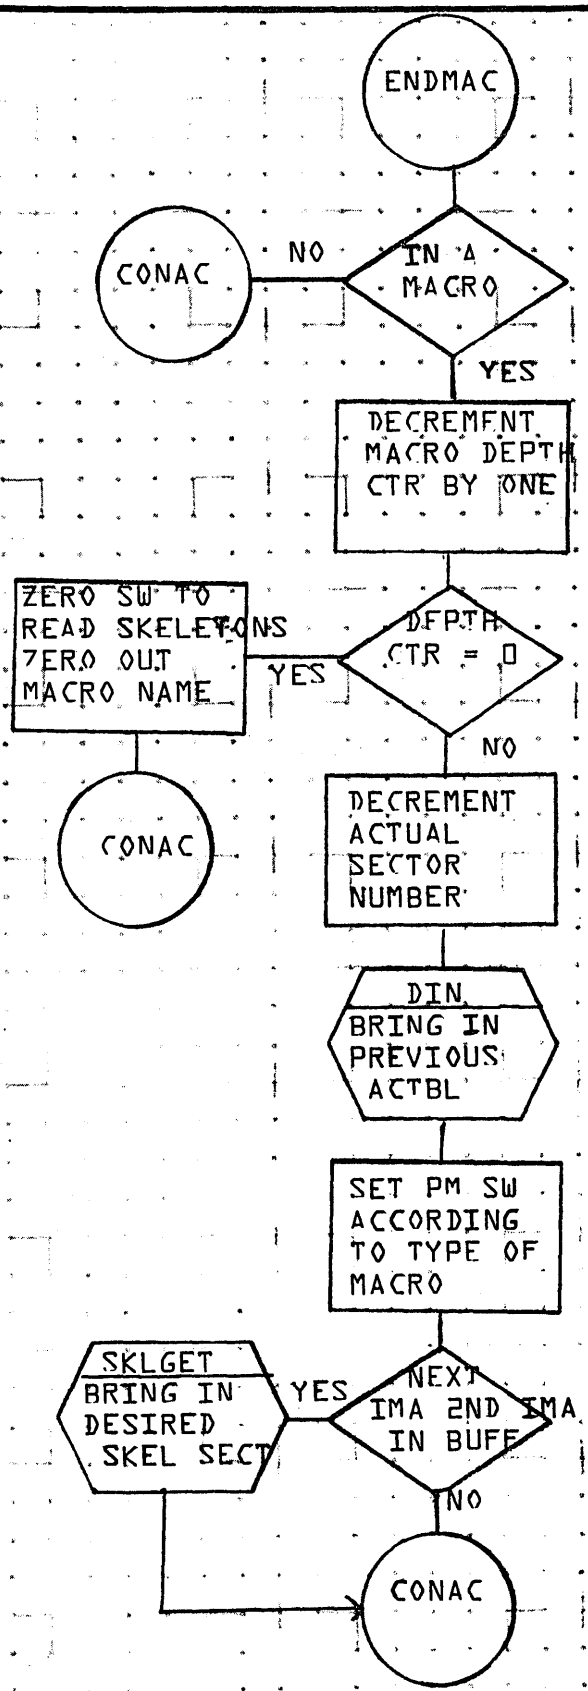 ENDMAC
IN A
MACRO
NO
CONAC
YES
DECREMENT
MACRO DEPTH
CTR BY ONE
DEPTH
CTR = 0
YES
ZERO SW TO
READ SKELETONS
ZERO OUT
MACRO NAME
CONAC
NO
DECREMENT
ACTUAL
SECTOR
NUMBER
DIN
BRING IN
PREVIOUS
ACTBL
SET PM SW
ACCORDING
TO TYPE OF
MACRO
NEXT
IMA 2ND IMA
IN BUFF
YES
SKLGET
BRING IN
DESIRED
SKEL SECT
NO
CONAC